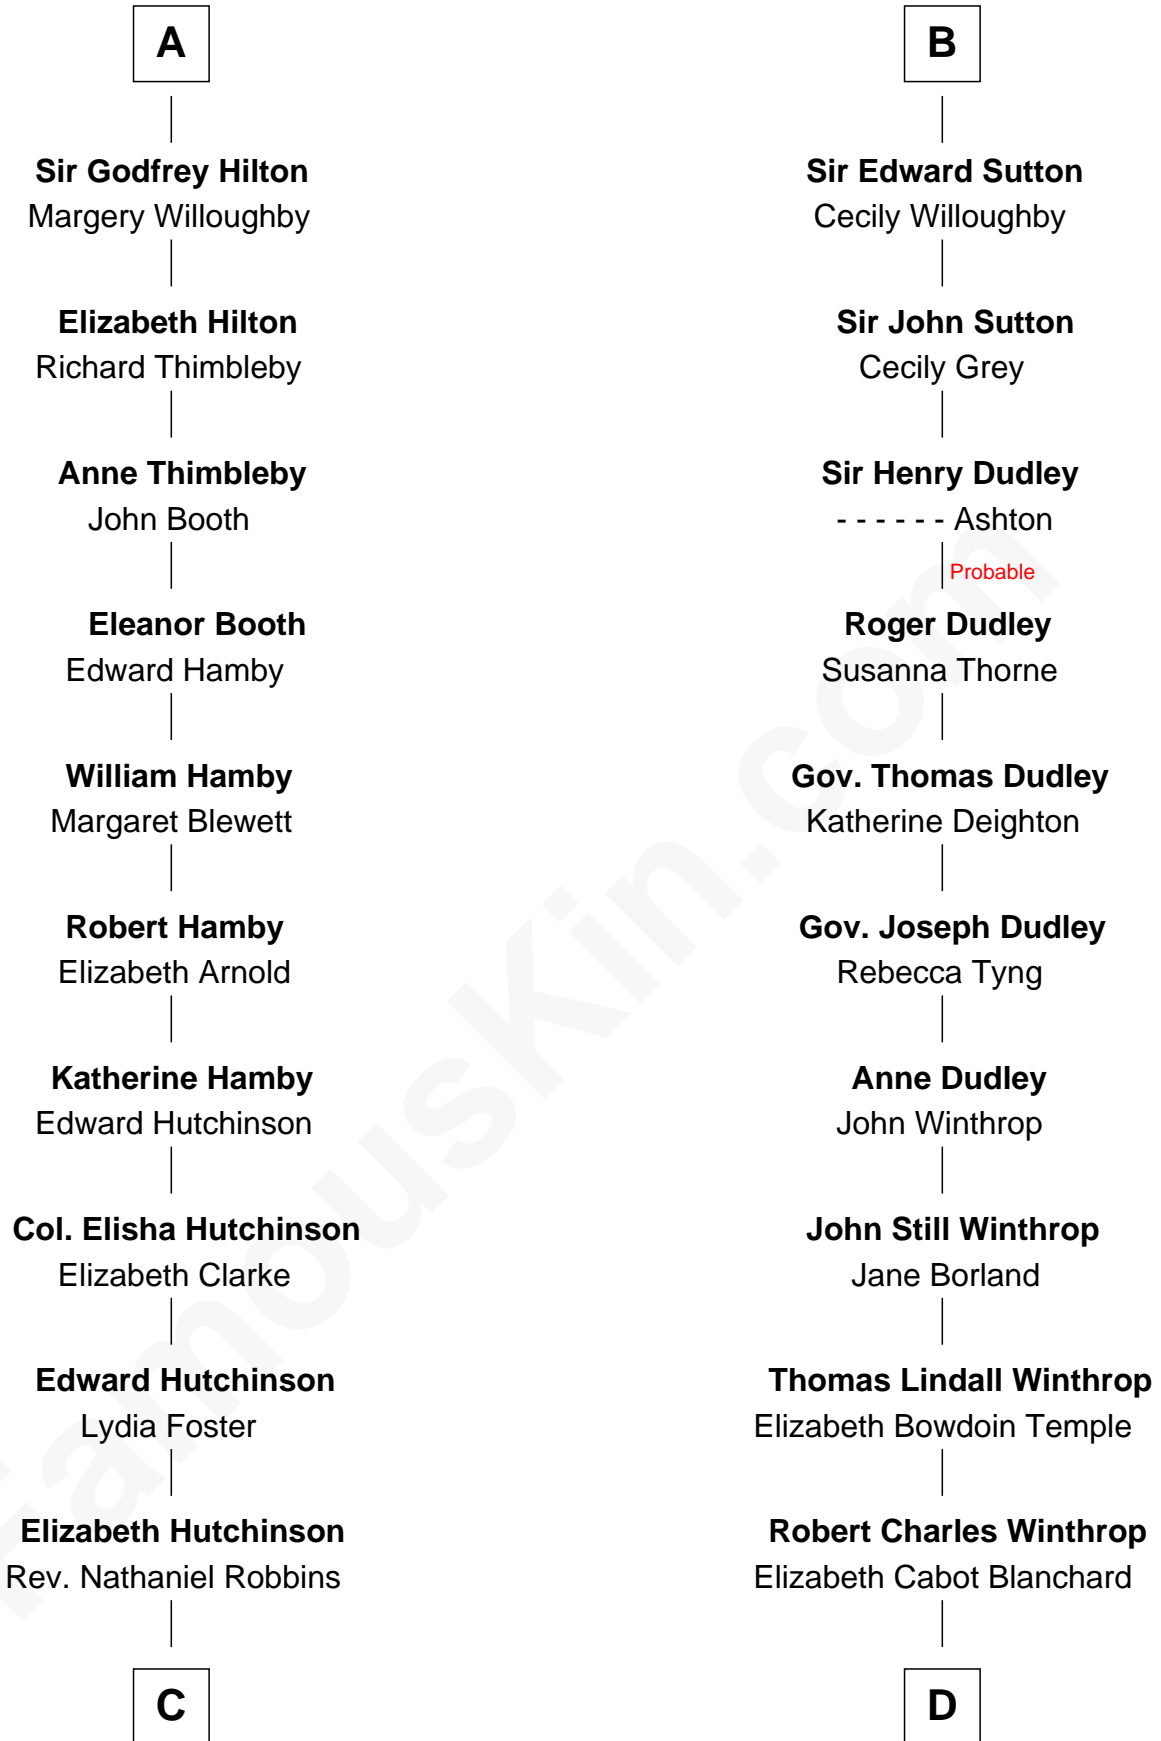 A
Sir Godfrey Hilton
Margery Willoughby
Elizabeth Hilton
Richard Thimbleby
Anne Thimbleby
John Booth
Eleanor Booth
Edward Hamby
William Hamby
Margaret Blewett
Robert Hamby
Elizabeth Arnold
Katherine Hamby
Edward Hutchinson
Col. Elisha Hutchinson
Elizabeth Clarke
Edward Hutchinson
Lydia Foster
Elizabeth Hutchinson
Rev. Nathaniel Robbins
C
B
Sir Edward Sutton
Cecily Willoughby
Sir John Sutton
Cecily Grey
Sir Henry Dudley
- - - - - - Ashton
Probable
Roger Dudley
Susanna Thorne
Gov. Thomas Dudley
Katherine Deighton
Gov. Joseph Dudley
Rebecca Tyng
Anne Dudley
John Winthrop
John Still Winthrop
Jane Borland
Thomas Lindall Winthrop
Elizabeth Bowdoin Temple
Robert Charles Winthrop
Elizabeth Cabot Blanchard
D
FamousKin.com